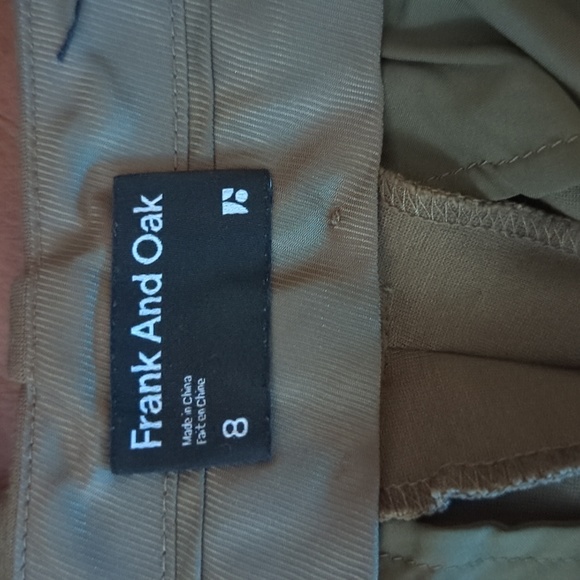 Frank And Oak
Made in China
Fait en Chine
8